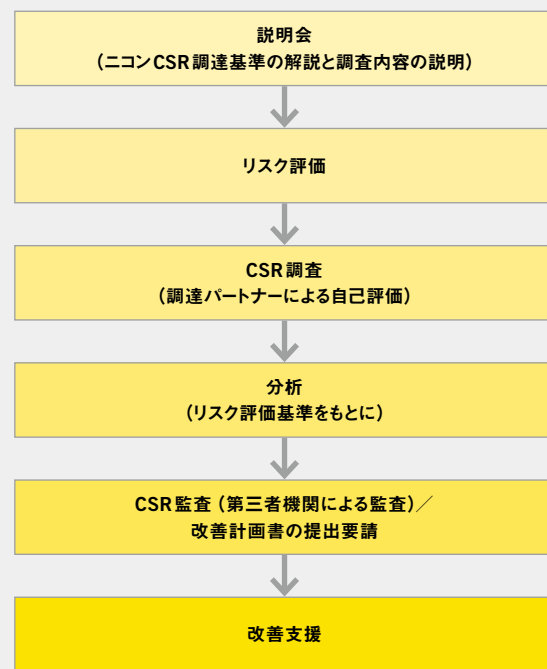 説明会
（ニコンCSR調達基準の解説と調査内容の説明）
リスク評価
CSR調査
（調達パートナーによる自己評価）
分析
（リスク評価基準をもとに）
CSR監査（第三者機関による監査）／
改善計画書の提出要請
改善支援